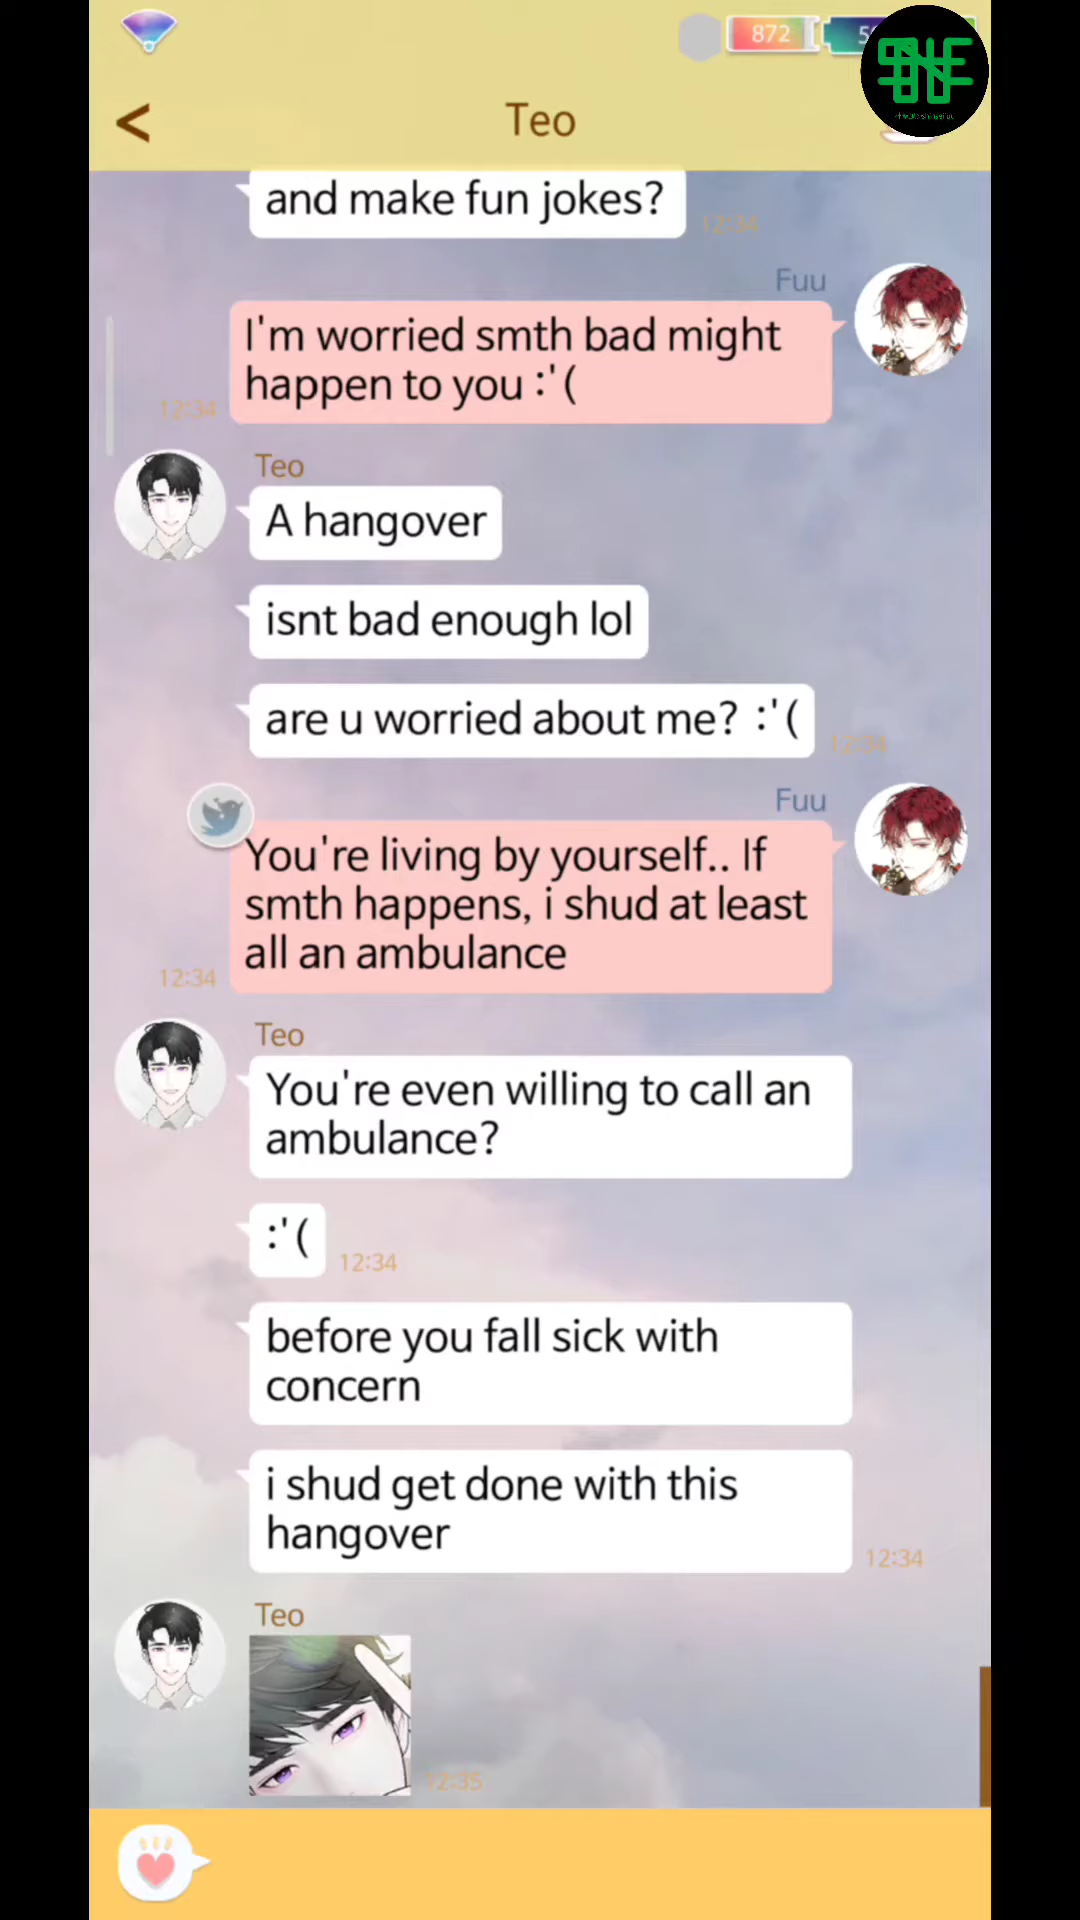 872
Teo
and make fun jokes?
12:34
Fuu
I'm worried smth bad might
happen to you :'(
12:34
Teo
A hangover
isnt bad enough lol
are u worried about me? :'(
12:34
Fuu
You're living by yourself.. If
smth happens, i shud at least
all an ambulance
12:34
Teo
You're even willing to call an
ambulance?
:'(
12:34
before you fall sick with
concern
i shud get done with this
hangover
12:34
Teo
12:35